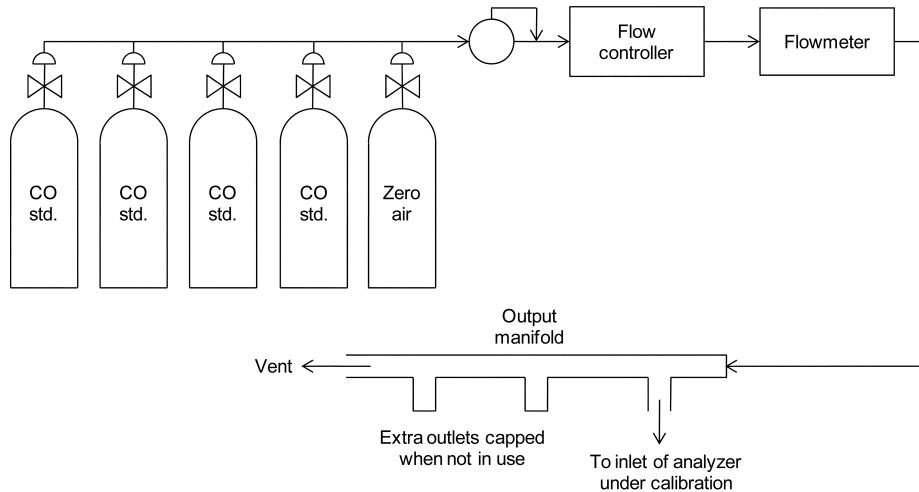 Flow
controller
Flowmeter
CO
std.
CO
std.
CO
std.
CO
std.
Zero
air
Output
manifold
Vent
Extra outlets capped
when not in use
To inlet of analyzer
under calibration